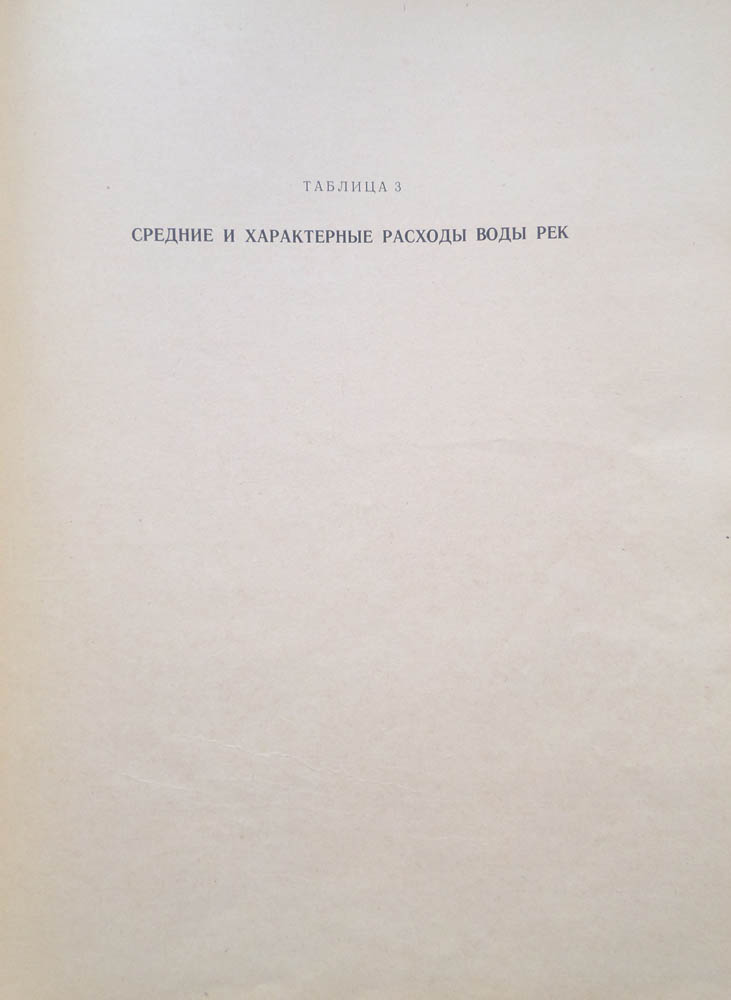 ТАБЛИЦА 3
СРЕДНИЕ И ХАРАКТЕРНЫЕ РАСХОДЫ ВОДЫ РЕК